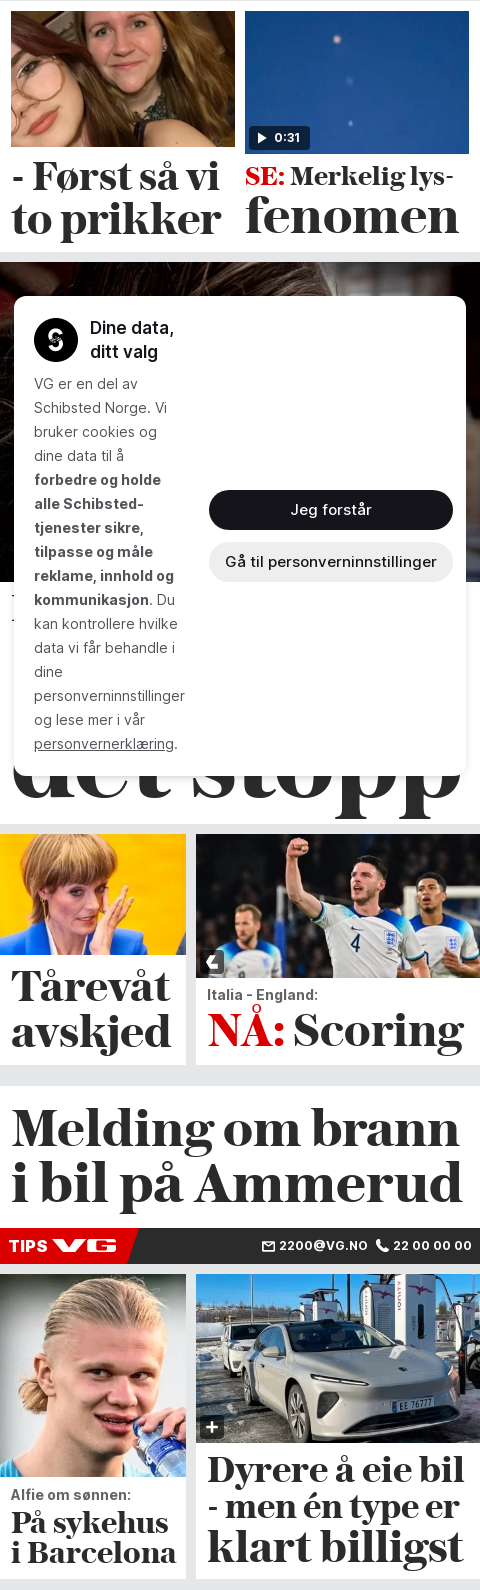 - Først så vi
to prikker
0:31
SE: Merkelig lys-
fenomen
Dine data,
ditt valg
VG er en del av
Schibsted Norge. Vi
bruker cookies og
dine data til å
forbedre og holde
alle Schibsted-
tjenester sikre,
tilpasse og måle
reklame, innhold og
kommunikasjon. Du
kan kontrollere hvilke
data vi får behandle i
dine
personverninnstillinger
og lese mer i vår
personvernerklæring.
Jeg forstår
Gå til personverninnstillinger
det stopp
Tårevåt
avskjed
Italia - England:
NÅ: Scoring
Melding om brann
i bil på Ammerud
TIPS VG
2200@VG.NO 22 00 00 00
Alfie om sønnen:
På sykehus
i Barcelona
EE 76777
Dyrere å eie bil
- men én type er
klart billigst